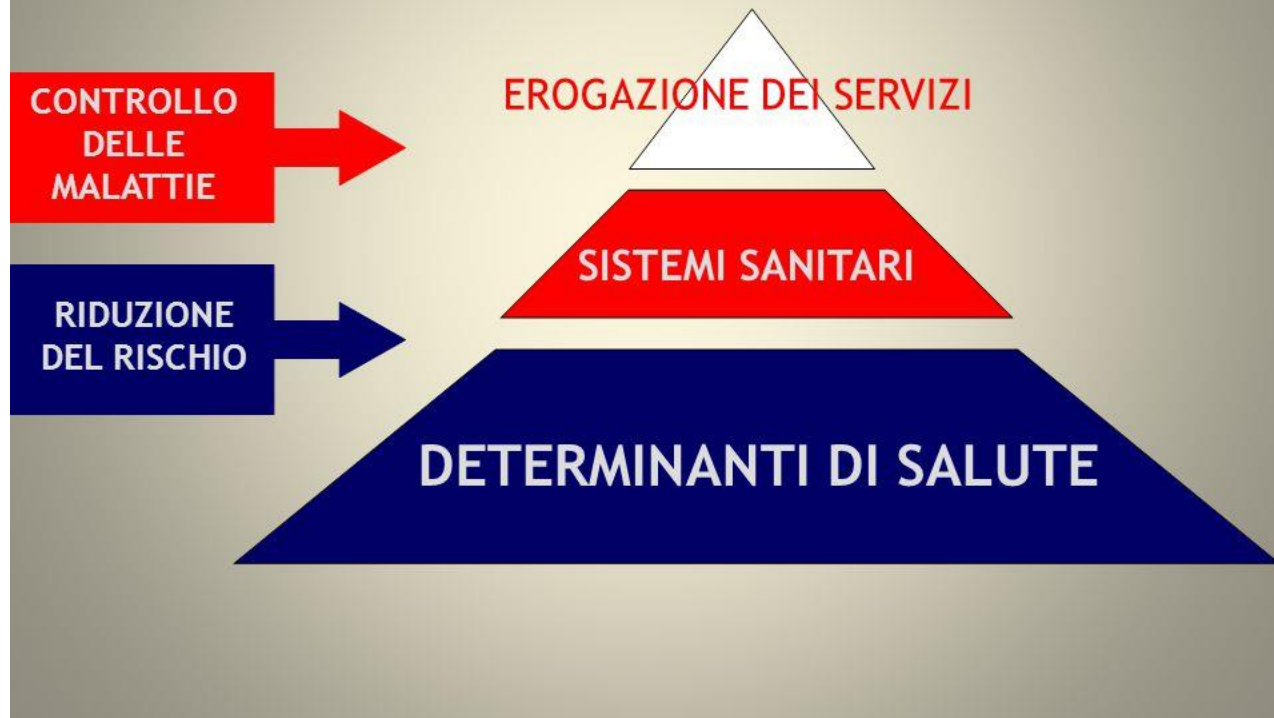 CONTROLLO
DELLE
MALATTIE
EROGAZIONE DEI SERVIZI
SISTEMI SANITARI
RIDUZIONE
DEL RISCHIO
DETERMINANTI DI SALUTE